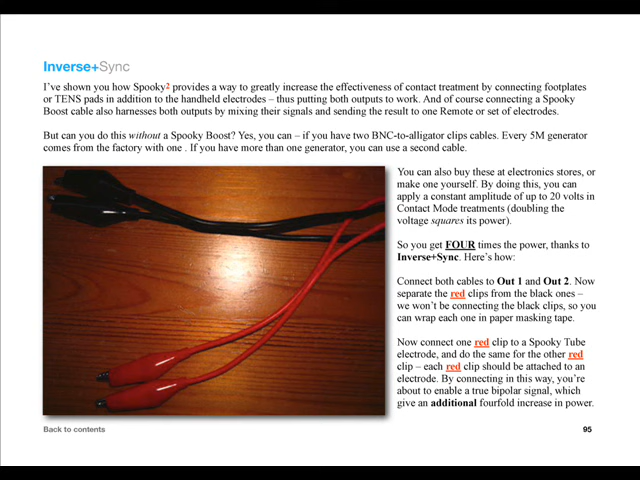 Inverse+Sync
I've shown you how Spooky2 provides a way to greatly increase the effectiveness of contact treatment by connecting footplates
or TENS pads in addition to the handheld electrodes – thus putting both outputs to work. And of course connecting a Spooky
Boost cable also harnesses both outputs by mixing their signals and sending the result to one Remote or set of electrodes.
But can you do this without a Spooky Boost? Yes, you can – if you have two BNC-to-alligator clips cables. Every 5M generator
comes from the factory with one . If you have more than one generator, you can use a second cable.
You can also buy these at electronics stores, or
make one yourself. By doing this, you can
apply a constant amplitude of up to 20 volts in
Contact Mode treatments (doubling the
voltage squares its power).
So you get FOUR times the power, thanks to
Inverse+Sync. Here's how:
Connect both cables to Out 1 and Out 2. Now
separate the red clips from the black ones –
we won't be connecting the black clips, so you
can wrap each one in paper masking tape.
Now connect one red clip to a Spooky Tube
electrode, and do the same for the other red
clip – each red clip should be attached to an
electrode. By connecting in this way, you're
about to enable a true bipolar signal, which
give an additional fourfold increase in power.
Back to contents
95